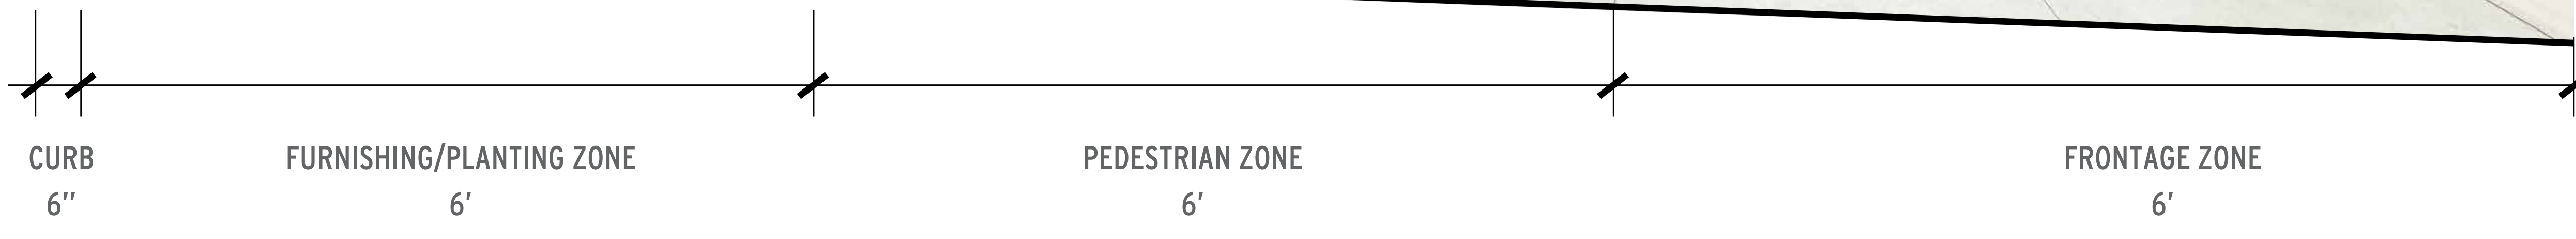 CURB
6"
FURNISHING/PLANTING ZONE
6'
PEDESTRIAN ZONE
6'
FRONTAGE ZONE
6'